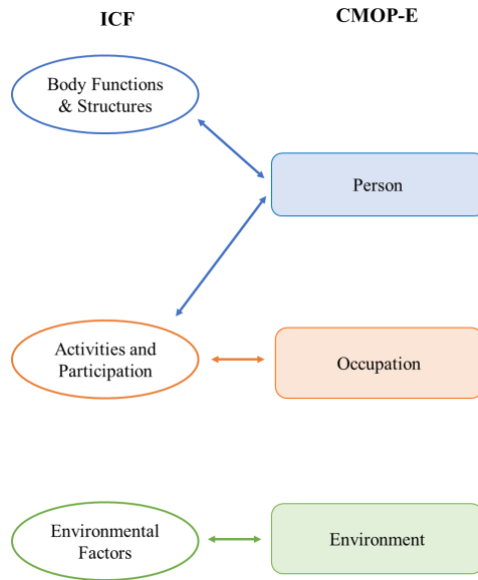 ICF
CMOP-E
Body Functions
& Structures
Person
Activities and
Participation
Occupation
Environmental
Factors
Environment